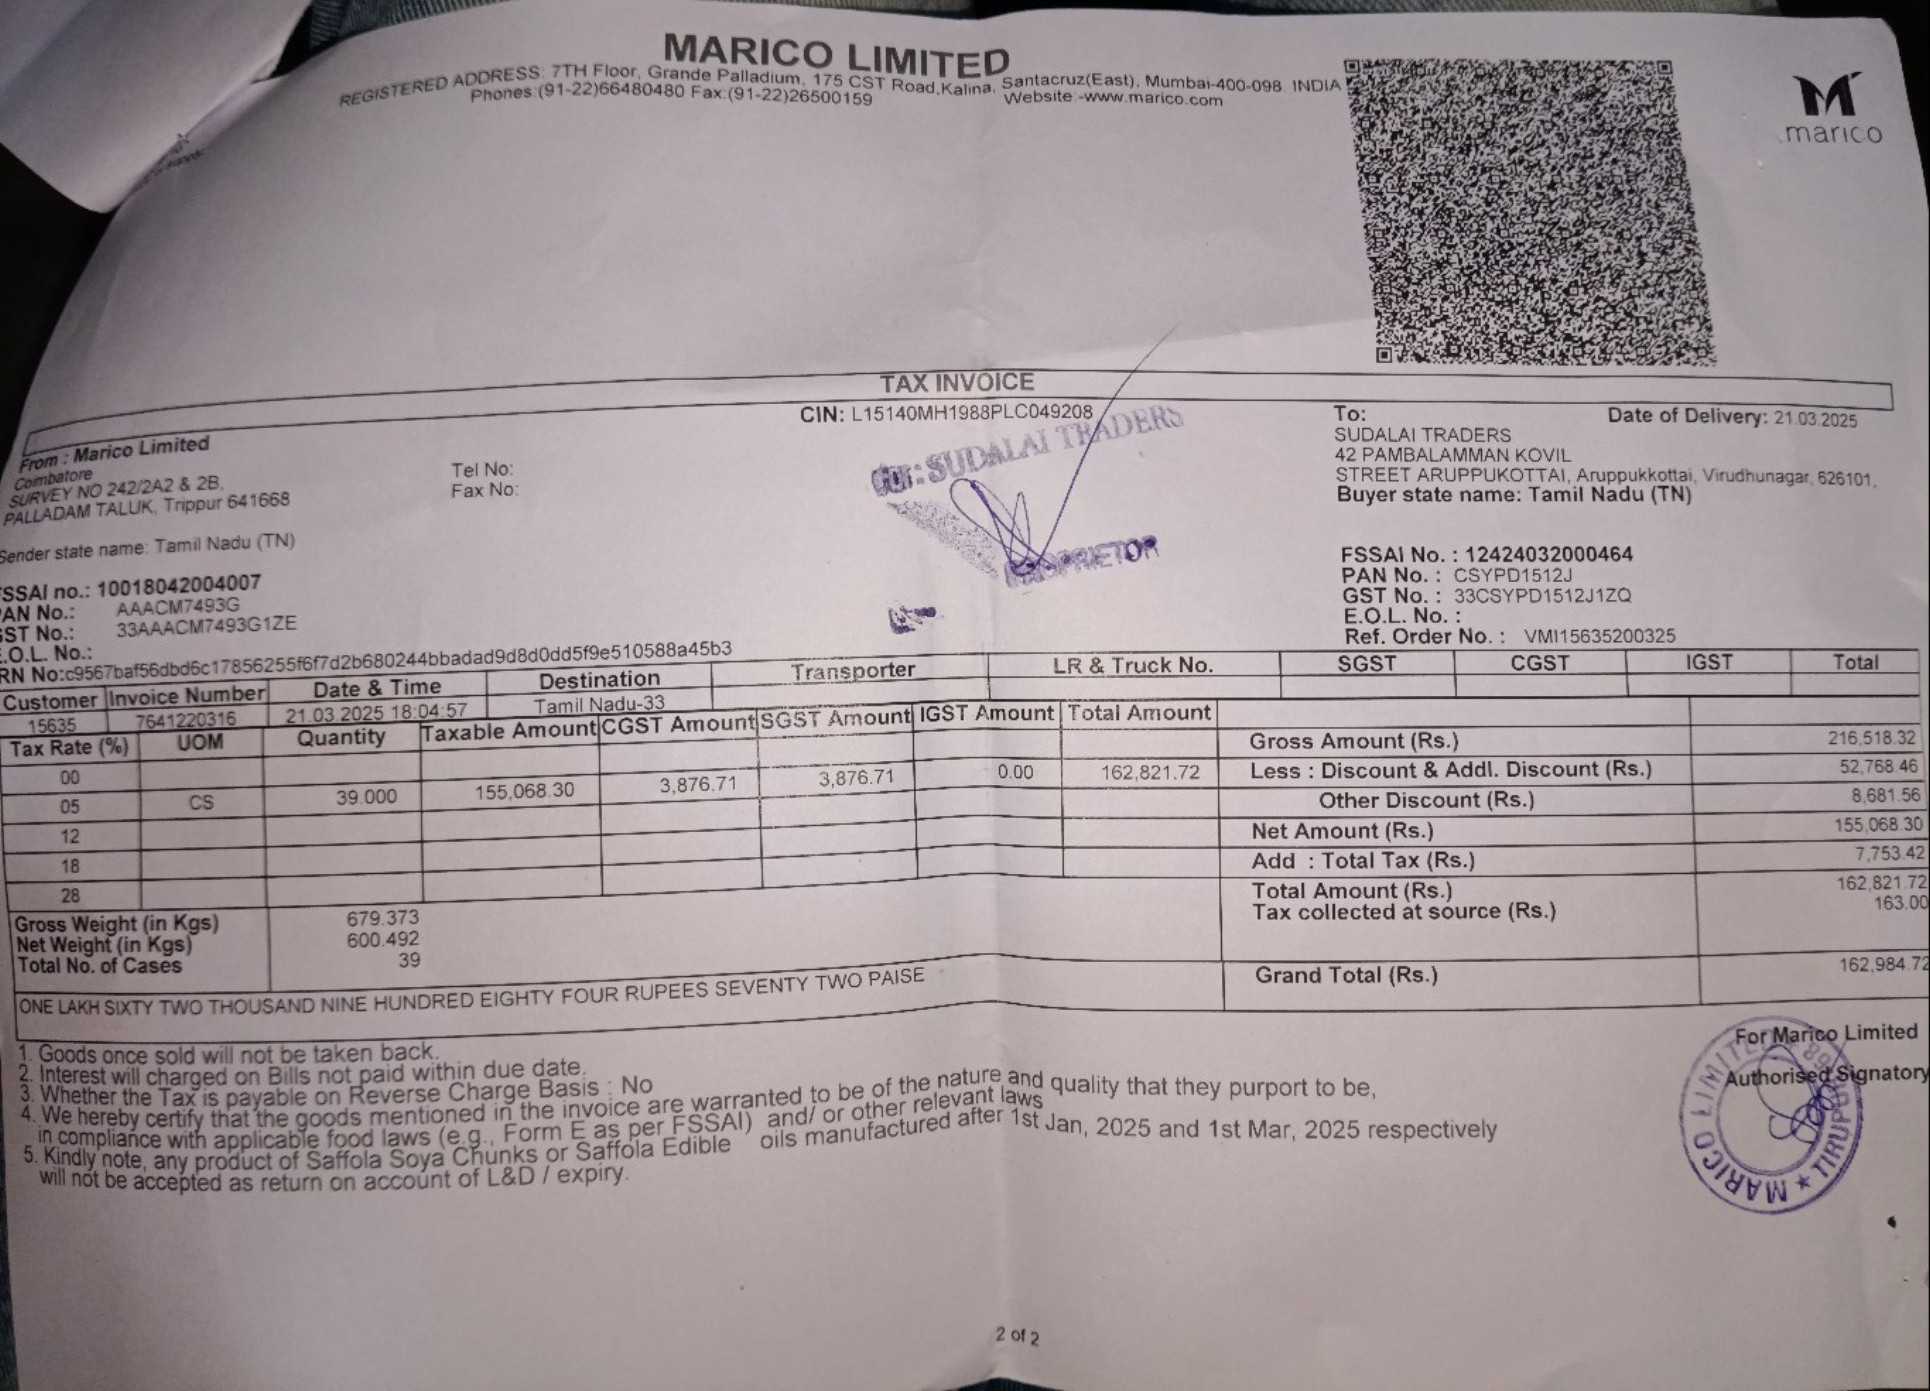 MARICO LIMITED
REGISTERED ADDRESS: 7TH Floor, Grande Palladium, 175 CST Road,Kalina, Santacruz(East), Mumbai-400-098. INDIA
Phones:(91-22)66480480 Fax:(91-22)26500159 Website:-www.marico.com
marico
TAX INVOICE
CIN: L15140MH1988PLC049208
From : Marico Limited
Coimbatore
SURVEY NO 242/2A2 & 2B,
PALLADAM TALUK, Trippur 641668
Sender state name: Tamil Nadu (TN)
SSAI no.: 10018042004007
AN No.: AAACM7493G
ST No.: 33AAACM7493G1ZE
.O.L. No.:
RN No:c9567baf56dbd6c17856255f6f7d2b680244bbadad9d8d0dd5f9e510588a45b3
Tel No:
Fax No:
For: SUDALAI TRADERS
PROPRIETOR
To: Date of Delivery: 21.03.2025
SUDALAI TRADERS
42 PAMBALAMMAN KOVIL
STREET ARUPPUKOTTAI, Aruppukkottai, Virudhunagar, 626101,
Buyer state name: Tamil Nadu (TN)
FSSAI No. : 12424032000464
PAN No. : CSYPD1512J
GST No. : 33CSYPD1512J1ZQ
E.O.L. No. :
Ref. Order No. : VMI15635200325
Customer Invoice Number Date & Time Destination Transporter LR & Truck No. SGST CGST IGST Total
15635 7641220316 21.03.2025 18:04:57 Tamil Nadu-33
Tax Rate (%) UOM Quantity Taxable Amount CGST Amount SGST Amount IGST Amount Total Amount
00
05 CS 39.000 155,068.30 3,876.71 3,876.71 0.00 162,821.72
12
18
28
Gross Amount (Rs.) 216,518.32
Less : Discount & Addl. Discount (Rs.) 52,768.46
Other Discount (Rs.) 8,681.56
Net Amount (Rs.) 155,068.30
Add : Total Tax (Rs.) 7,753.42
Total Amount (Rs.) 162,821.72
Tax collected at source (Rs.) 163.00
Gross Weight (in Kgs) 679.373
Net Weight (in Kgs) 600.492
Total No. of Cases 39
Grand Total (Rs.) 162,984.72
ONE LAKH SIXTY TWO THOUSAND NINE HUNDRED EIGHTY FOUR RUPEES SEVENTY TWO PAISE
1. Goods once sold will not be taken back.
2. Interest will charged on Bills not paid within due date.
3. Whether the Tax is payable on Reverse Charge Basis : No
4. We hereby certify that the goods mentioned in the invoice are warranted to be of the nature and quality that they purport to be,
in compliance with applicable food laws (e.g., Form E as per FSSAI) and/ or other relevant laws
5. Kindly note, any product of Saffola Soya Chunks or Saffola Edible oils manufactured after 1st Jan, 2025 and 1st Mar, 2025 respectively
will not be accepted as return on account of L&D / expiry.
For Marico Limited
Authorised Signatory
MARICO LIMITED
TIRUPUR
2 of 2